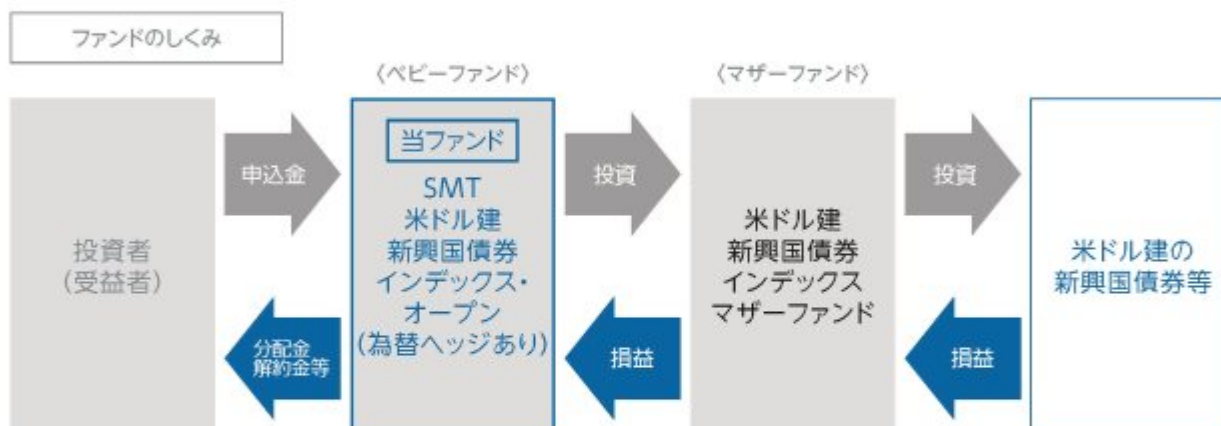 ファンドのしくみ
〈ベビーファンド〉
〈マザーファンド〉
投資者
(受益者)
申込金
分配金
解約金等
当ファンド
SMT
米ドル建
新興国債券
インデックス・
オープン
(為替ヘッジあり)
投資
損益
米ドル建
新興国債券
インデックス
マザーファンド
投資
損益
米ドル建の
新興国債券等